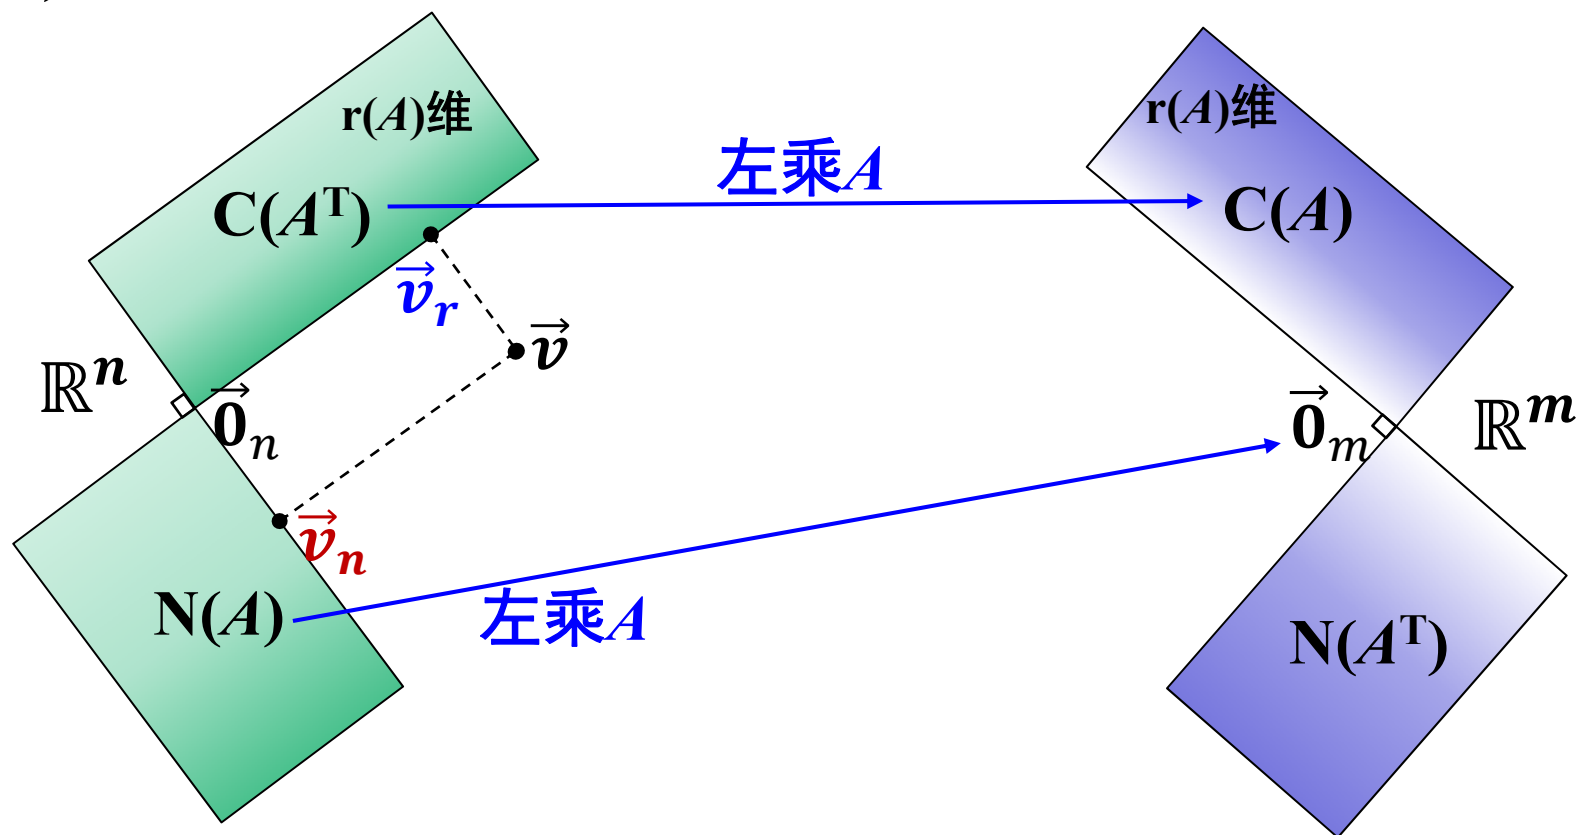 r(A)维
r(A)维
左乘A
C(Aᵀ)
C(A)
v⃗ᵣ
v⃗
ℝⁿ
0⃗ₙ
0⃗ₘ
ℝᵐ
v⃗ₙ
N(A)
左乘A
N(Aᵀ)